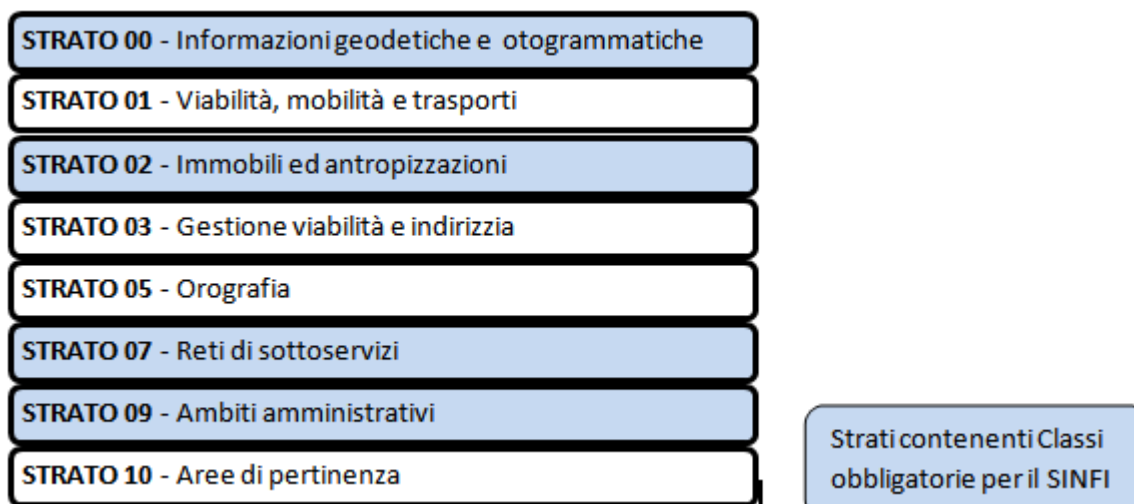 STRATO 00 - Informazioni geodetiche e otogrammatiche
STRATO 01 - Viabilità, mobilità e trasporti
STRATO 02 - Immobili ed antropizzazioni
STRATO 03 - Gestione viabilità e indirizzia
STRATO 05 - Orografia
STRATO 07 - Reti di sottoservizi
STRATO 09 - Ambiti amministrativi
STRATO 10 - Aree di pertinenza
Strati contenenti Classi
obbligatorie per il SINFI